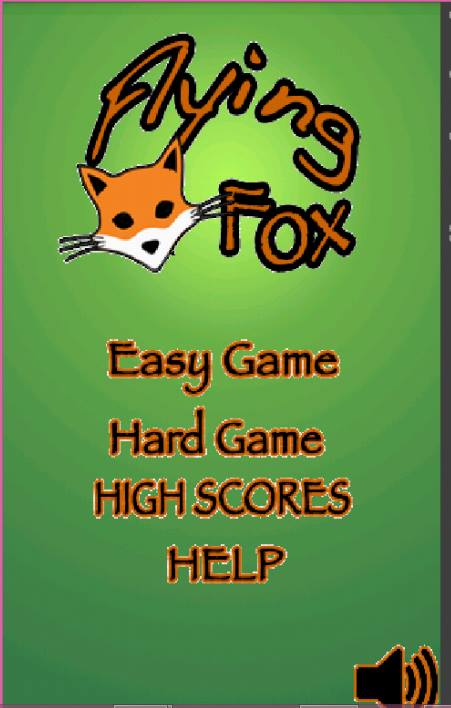 Flying
Fox
Easy Game
Hard Game
HIGH SCORES
HELP